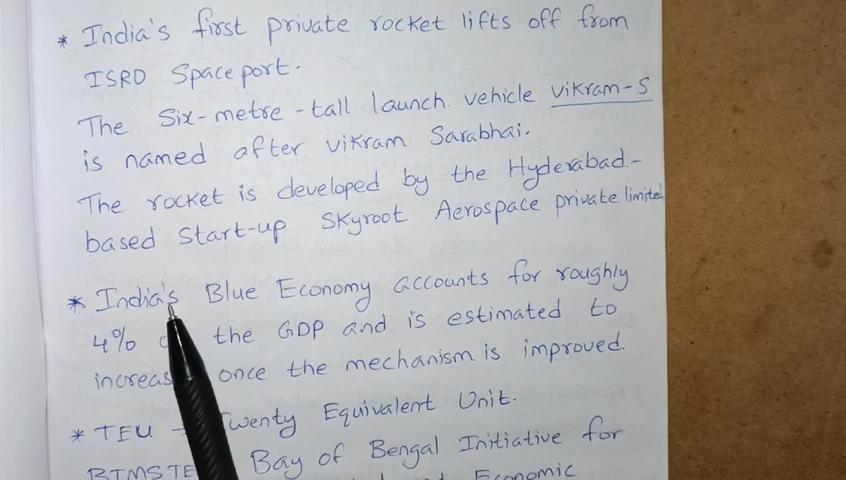 * India's first private rocket lifts off from
ISRO Spaceport.
The Six-metre-tall launch vehicle vikram-S
is named after vikram Sarabhai.
The rocket is developed by the Hyderabad-
based Start-up Skyroot Aerospace private limited
* India's Blue Economy accounts for roughly
4% the GDP and is estimated to
increas once the mechanism is improved.
* TEU - Twenty Equivalent Unit.
BIMSTE Bay of Bengal Initiative for
Economic